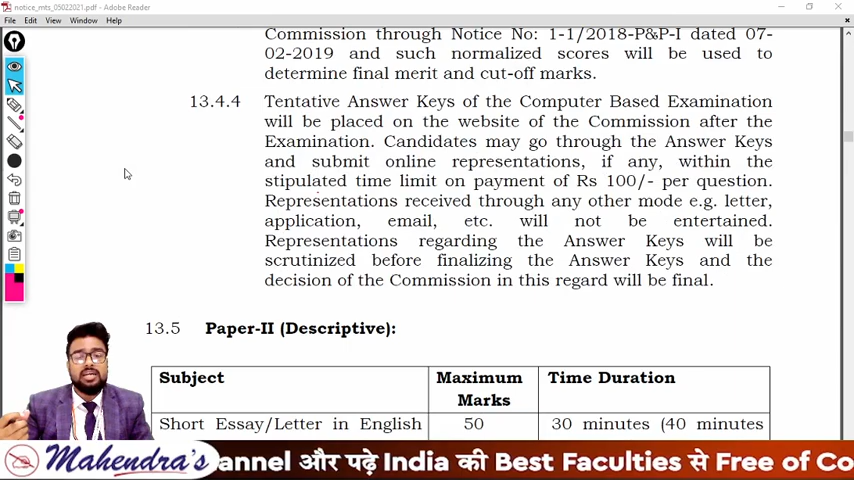 notice_mts_05022021.pdf - Adobe Reader
File Edit View Window Help
Commission through Notice No: 1-1/2018-P&P-I dated 07-
02-2019 and such normalized scores will be used to
determine final merit and cut-off marks.
13.4.4 Tentative Answer Keys of the Computer Based Examination
will be placed on the website of the Commission after the
Examination. Candidates may go through the Answer Keys
and submit online representations, if any, within the
stipulated time limit on payment of Rs 100/- per question.
Representations received through any other mode e.g. letter,
application, email, etc. will not be entertained.
Representations regarding the Answer Keys will be
scrutinized before finalizing the Answer Keys and the
decision of the Commission in this regard will be final.
13.5 Paper-II (Descriptive):
Subject Maximum Time Duration
Marks
Short Essay/Letter in English 50 30 minutes (40 minutes
Mahendra's annel और पढ़े India की Best Faculties से Free of Co